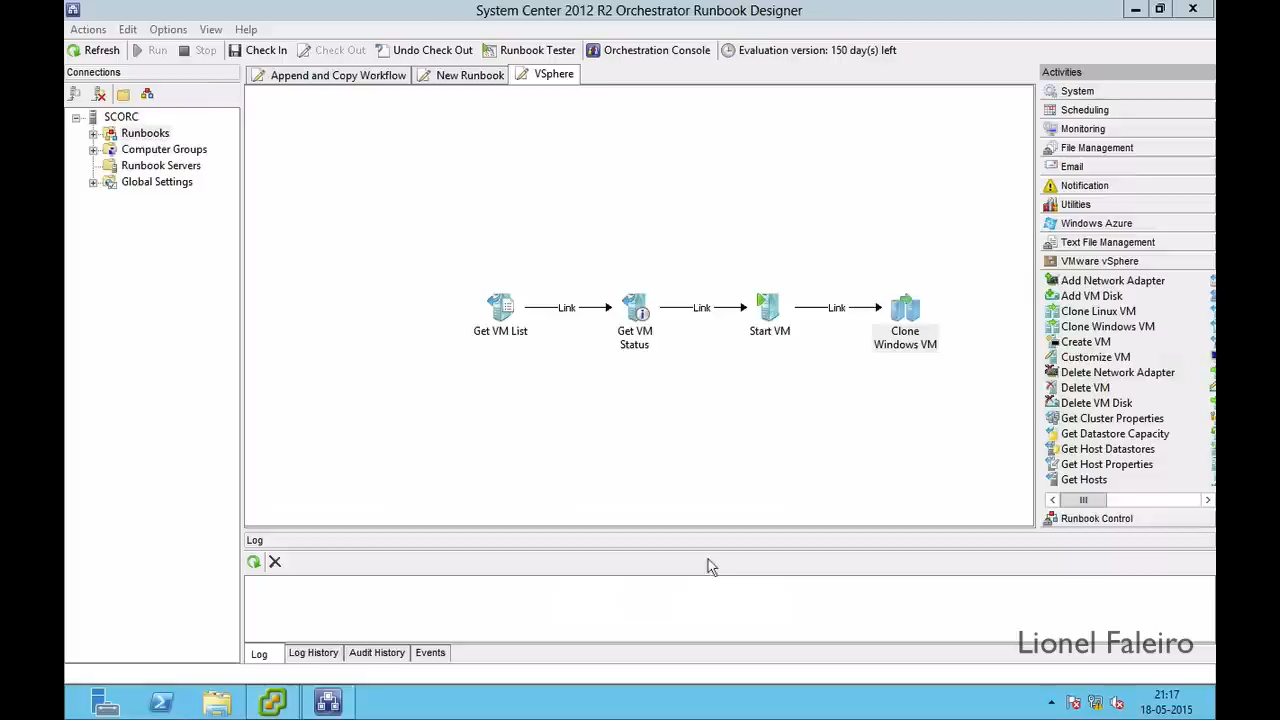 System Center 2012 R2 Orchestrator Runbook Designer
Actions Edit Options View Help
Refresh Run Stop Check In Check Out Undo Check Out Runbook Tester Orchestration Console Evaluation version: 150 day(s) left
Connections
SCORC
Runbooks
Computer Groups
Runbook Servers
Global Settings
Append and Copy Workflow New Runbook VSphere
Get VM List
Link
Get VM
Status
Link
Start VM
Link
Clone
Windows VM
Activities
System
Scheduling
Monitoring
File Management
Email
Notification
Utilities
Windows Azure
Text File Management
VMware vSphere
Add Network Adapter
Add VM Disk
Clone Linux VM
Clone Windows VM
Create VM
Customize VM
Delete Network Adapter
Delete VM
Delete VM Disk
Get Cluster Properties
Get Datastore Capacity
Get Host Datastores
Get Host Properties
Get Hosts
Runbook Control
Log
Log Log History Audit History Events
Lionel Faleiro
21:17
18-05-2015